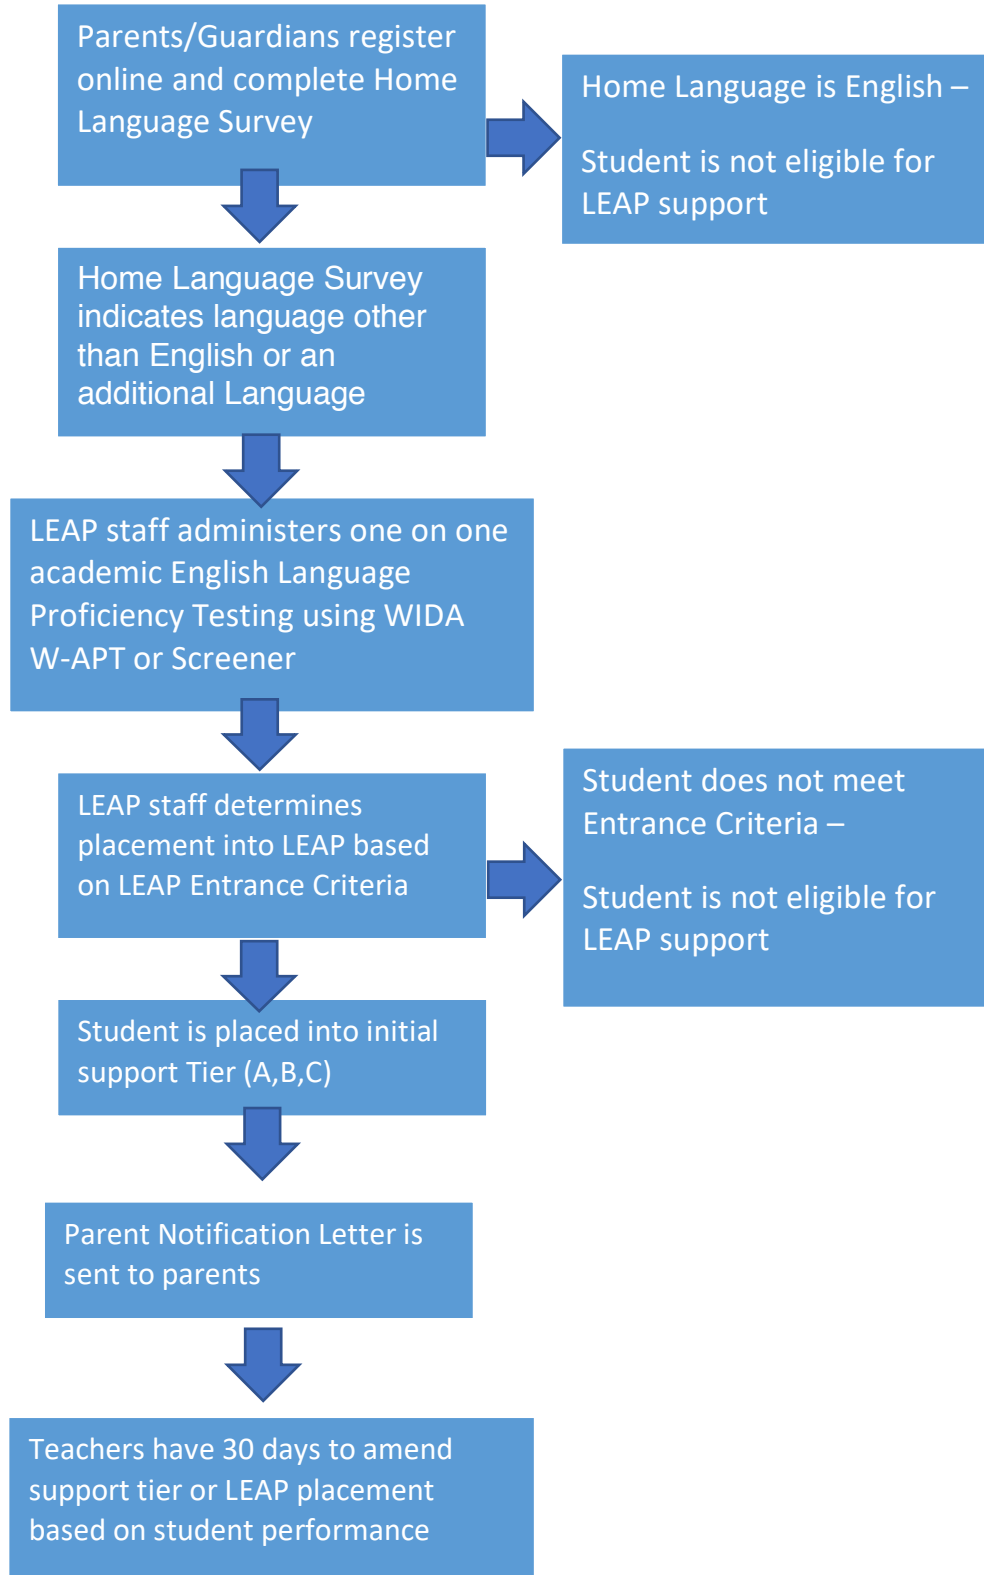 Parents/Guardians register
online and complete Home
Language Survey
Home Language is English –
Student is not eligible for
LEAP support
Home Language Survey
indicates language other
than English or an
additional Language
LEAP staff administers one on one
academic English Language
Proficiency Testing using WIDA
W-APT or Screener
LEAP staff determines
placement into LEAP based
on LEAP Entrance Criteria
Student does not meet
Entrance Criteria –
Student is not eligible for
LEAP support
Student is placed into initial
support Tier (A,B,C)
Parent Notification Letter is
sent to parents
Teachers have 30 days to amend
support tier or LEAP placement
based on student performance